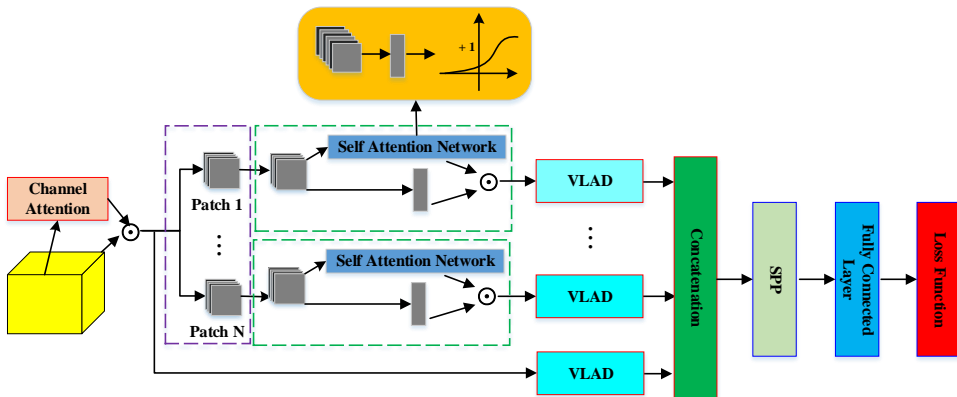 + 1
Self Attention Network
Channel
Attention
Patch 1
VLAD
Self Attention Network
Patch N
VLAD
VLAD
Concatenation
SPP
Fully Connected
Layer
Loss Function